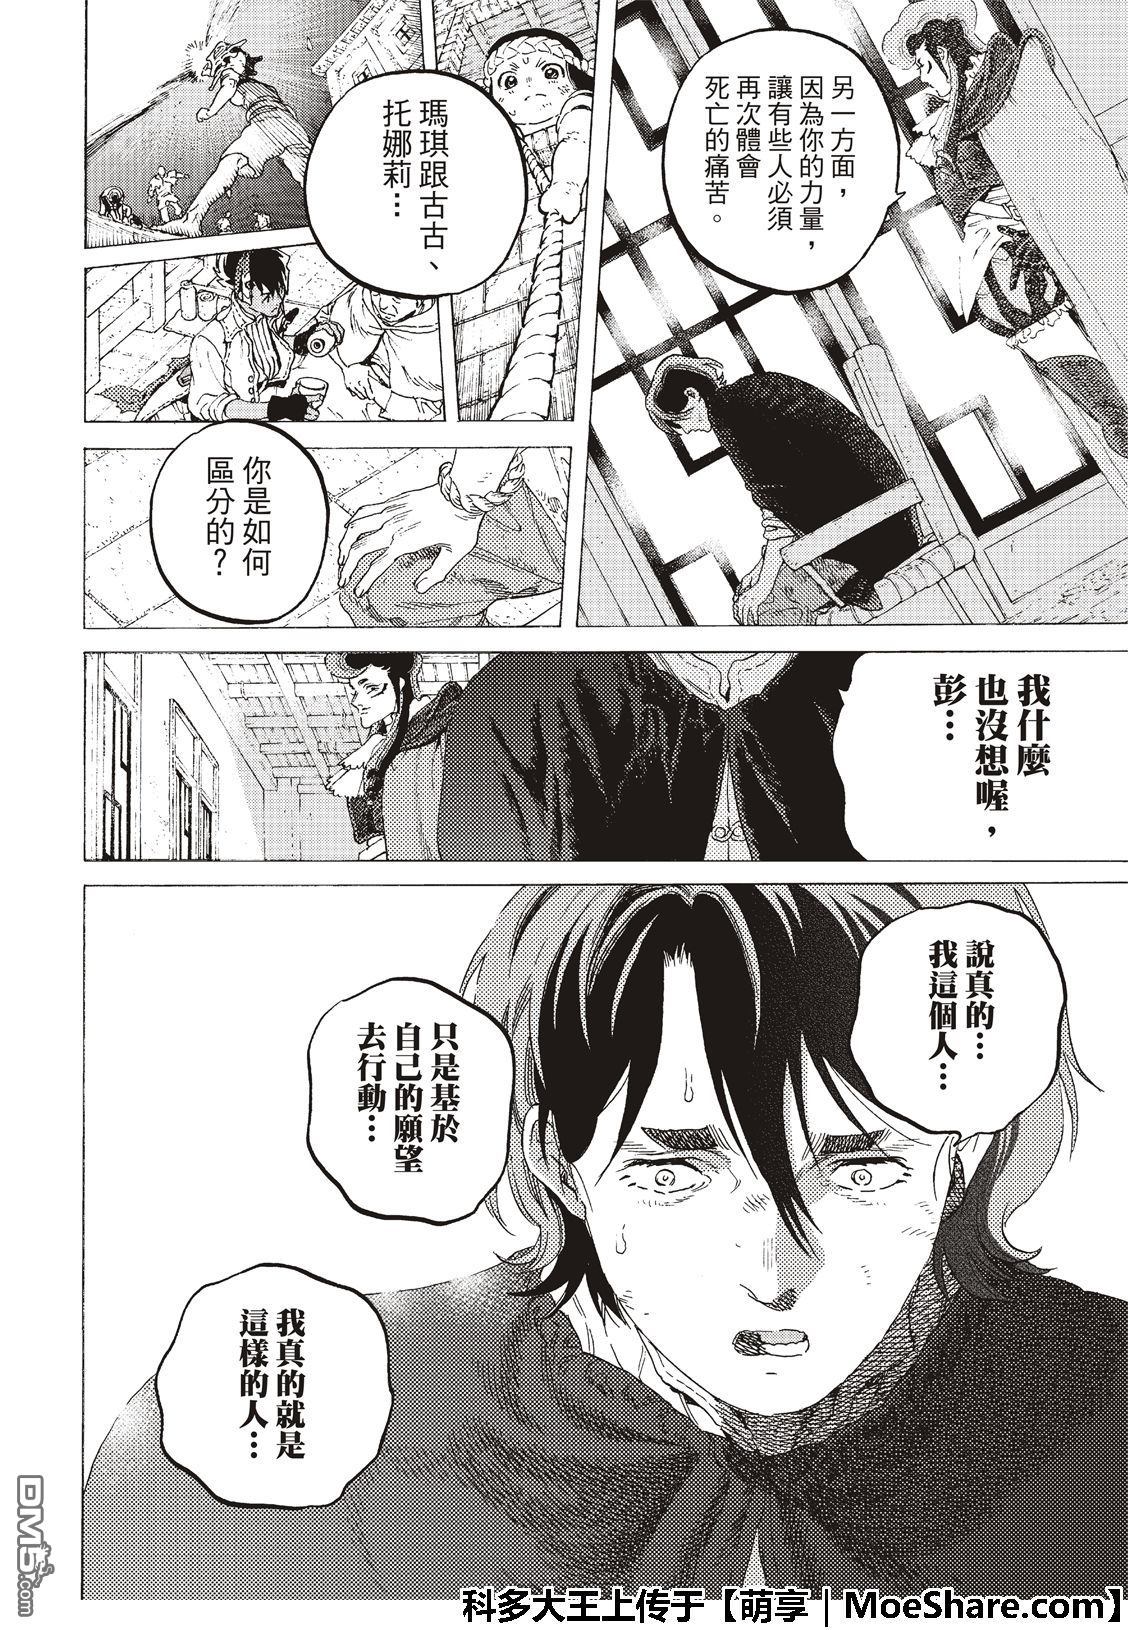 另一方面，
因為你的力量，
讓有些人必須
再次體會
死亡的痛苦。
瑪琪跟古古、
托娜莉…
你是如何
區分的？
我什麼
也沒想喔，
彭…
說真的…
我這個人…
只是基於
自己的願望
去行動…
我真的就是
這樣的人…
DM5.com
科多大王上传于【萌享｜MoeShare.com】